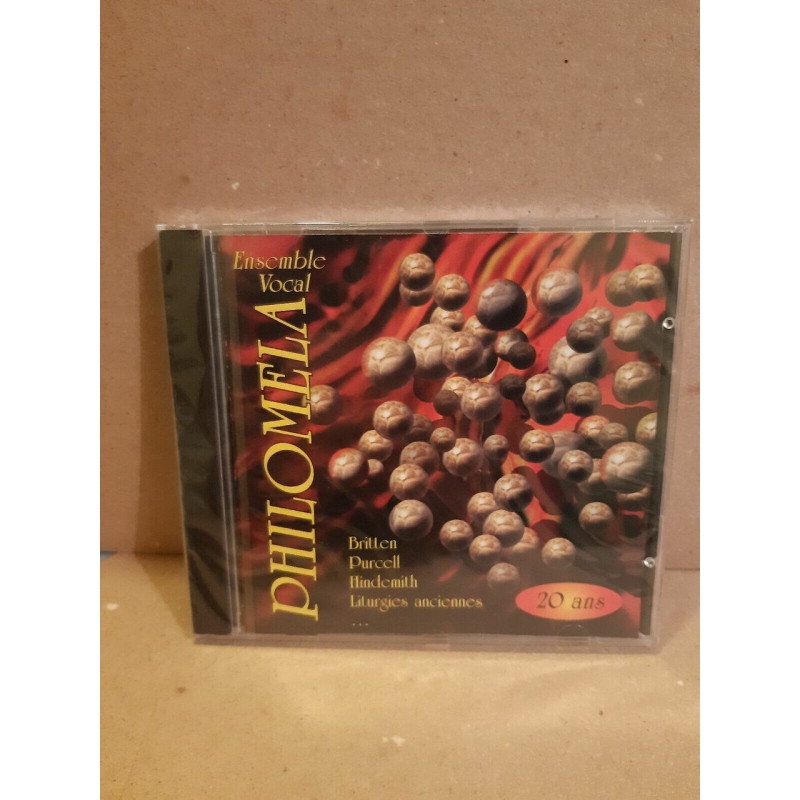 Ensemble
Vocal
PHILOMELA
Britten
Purcell
Hindemith
Liturgies anciennes
...
20 ans